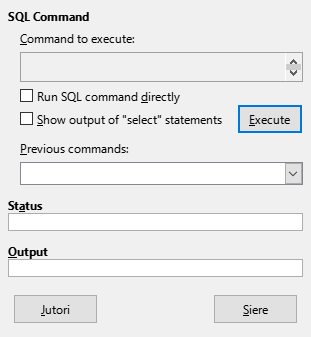 SQL Command
Command to execute:
Run SQL command directly
Show output of "select" statements
Execute
Previous commands:
Status
Output
Jutori
Siere